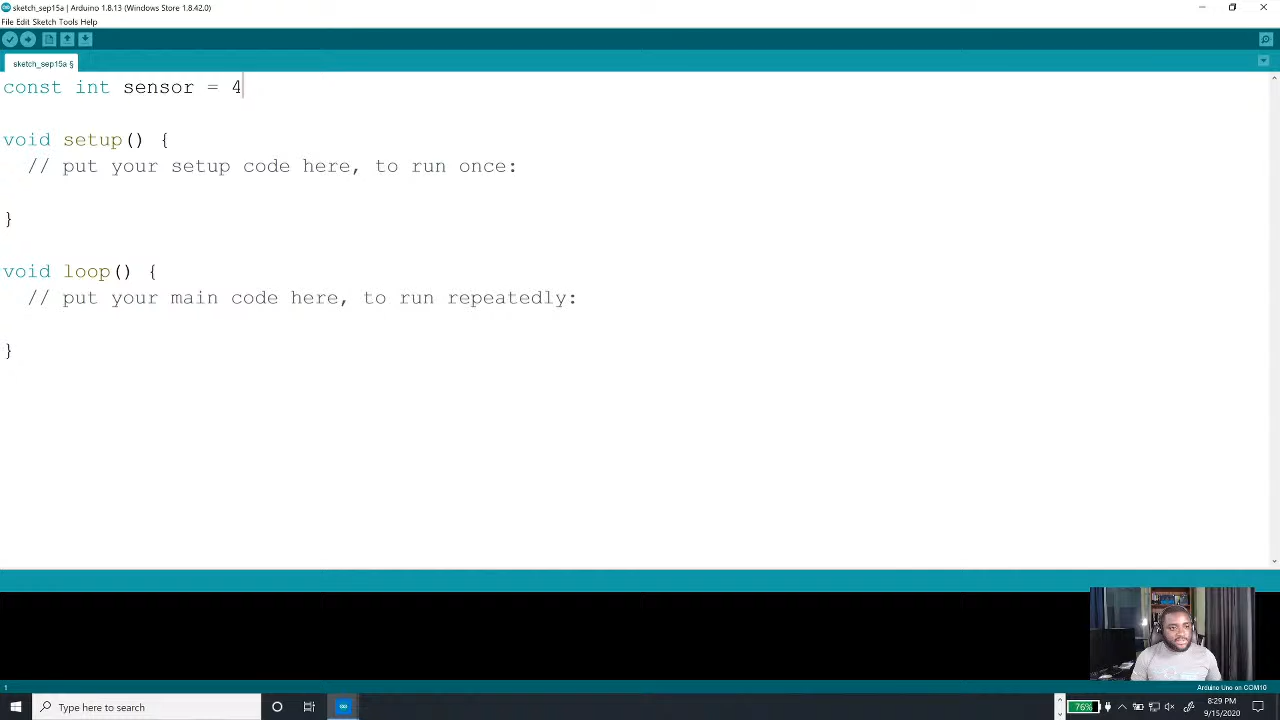 sketch_sep15a | Arduino 1.8.13 (Windows Store 1.8.42.0)
File Edit Sketch Tools Help
sketch_sep15a §
const int sensor = 4
void setup() {
  // put your setup code here, to run once:
}
void loop() {
  // put your main code here, to run repeatedly:
}
1
Arduino Uno on COM10
Type here to search
76%
8:29 PM
9/15/2020